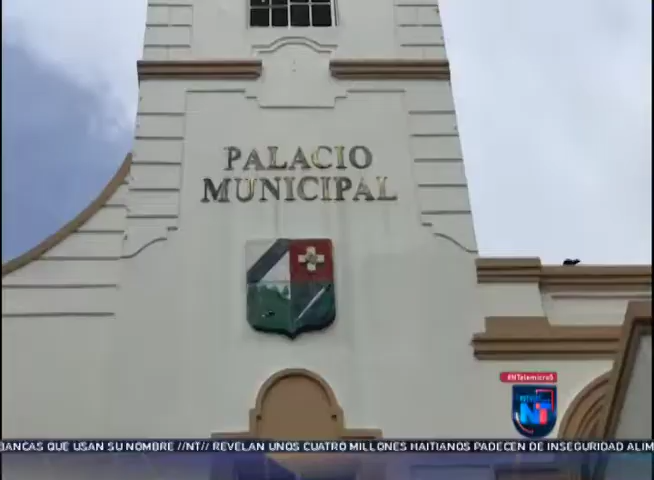 PALACIO
MUNICIPAL
#NTelemicro5
NT
BANCAS QUE USAN SU NOMBRE //NT// REVELAN UNOS CUATRO MILLONES HAITIANOS PADECEN DE INSEGURIDAD ALIM